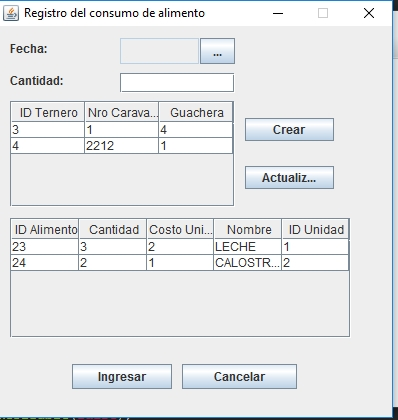 Registro del consumo de alimento
Fecha: ...
Cantidad:
ID Ternero Nro Carava... Guachera
3 1 4
4 2212 1
Crear
Actualiz...
ID Alimento Cantidad Costo Uni... Nombre ID Unidad
23 3 2 LECHE 1
24 2 1 CALOSTR... 2
Ingresar Cancelar